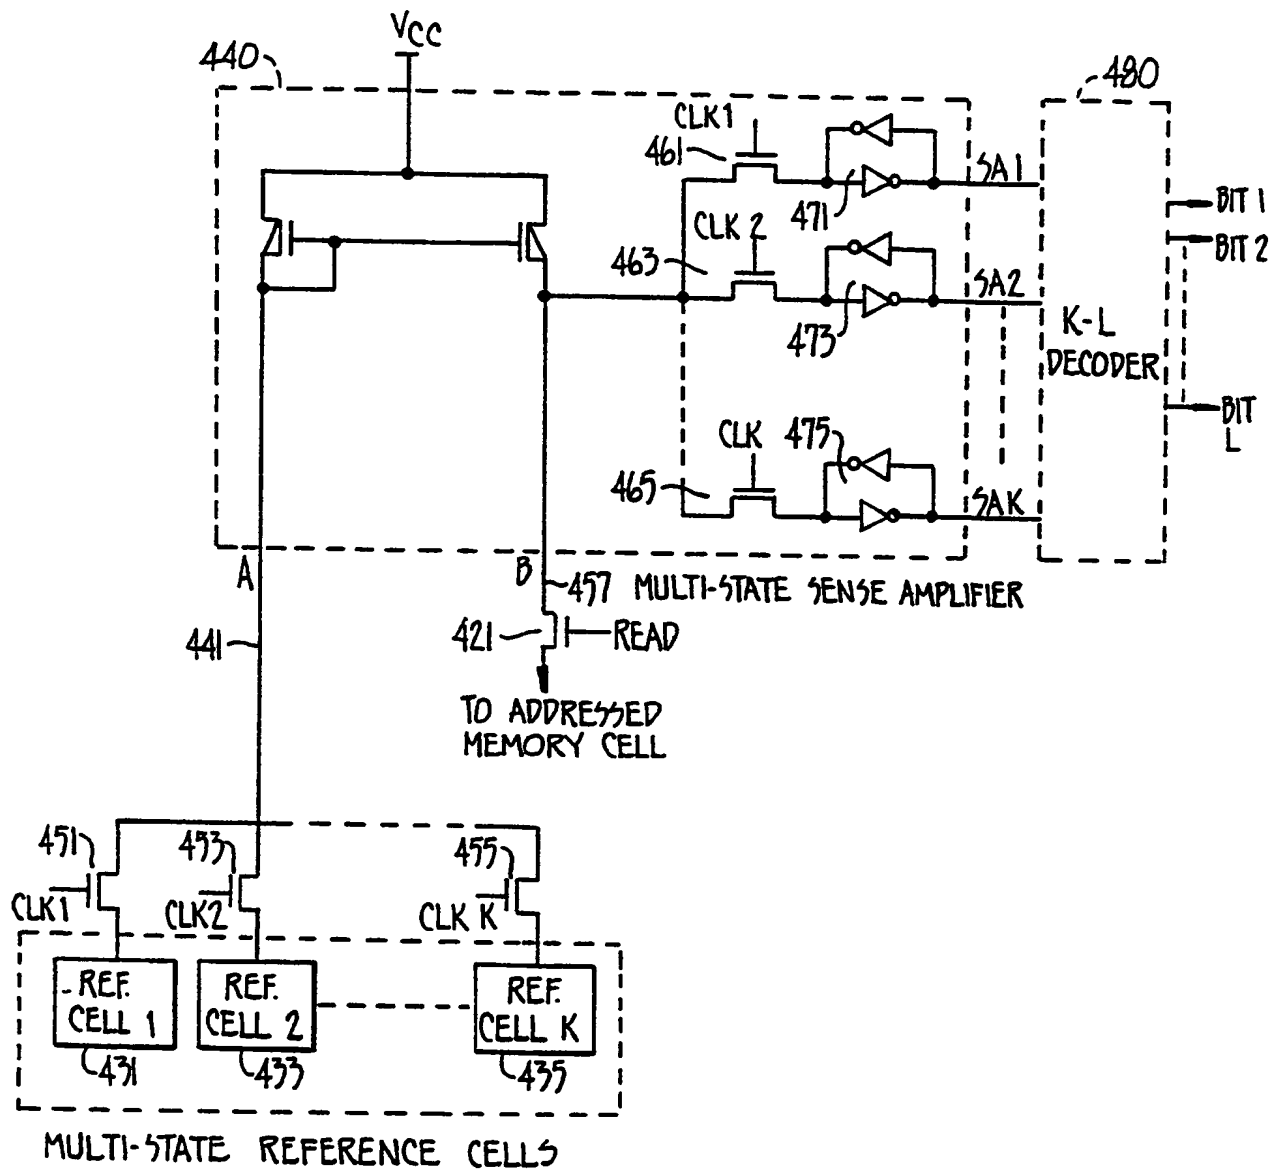 VCC
440
480
CLK1
461
SA1
471
BIT 1
CLK 2
BIT 2
463
SA2
473
K-L
DECODER
BIT
L
CLK
475
465
SAK
A
B
457
MULTI-STATE SENSE AMPLIFIER
421
READ
441
TO ADDRESSED
MEMORY CELL
451
453
455
CLK1
CLK2
CLK K
REF.
CELL 1
REF.
CELL 2
REF.
CELL K
431
433
435
MULTI-STATE REFERENCE CELLS